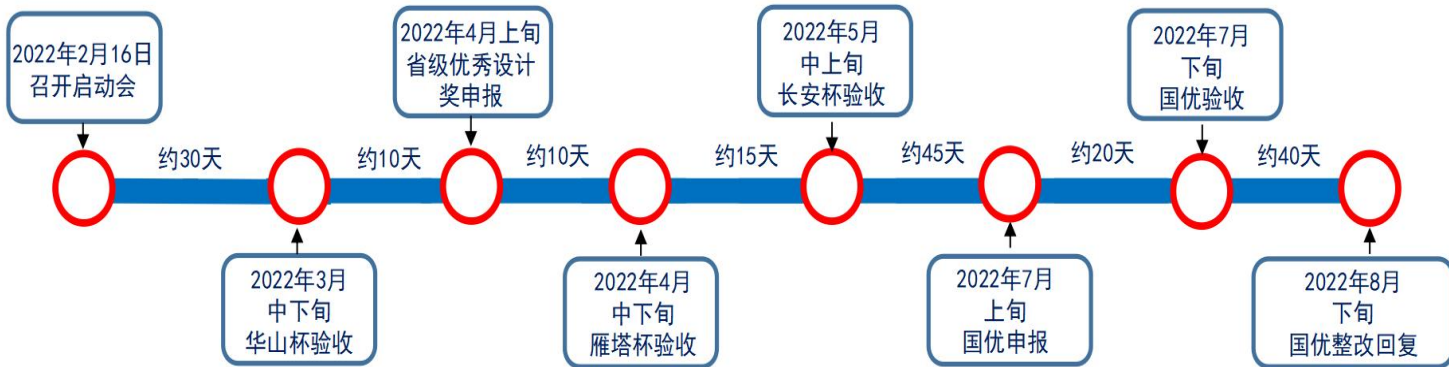 2022年2月16日
召开启动会
2022年4月上旬
省级优秀设计
奖申报
2022年5月
中上旬
长安杯验收
2022年7月
下旬
国优验收
约30天
约10天
约10天
约15天
约45天
约20天
约40天
2022年3月
中下旬
华山杯验收
2022年4月
中下旬
雁塔杯验收
2022年7月
上旬
国优申报
2022年8月
下旬
国优整改回复